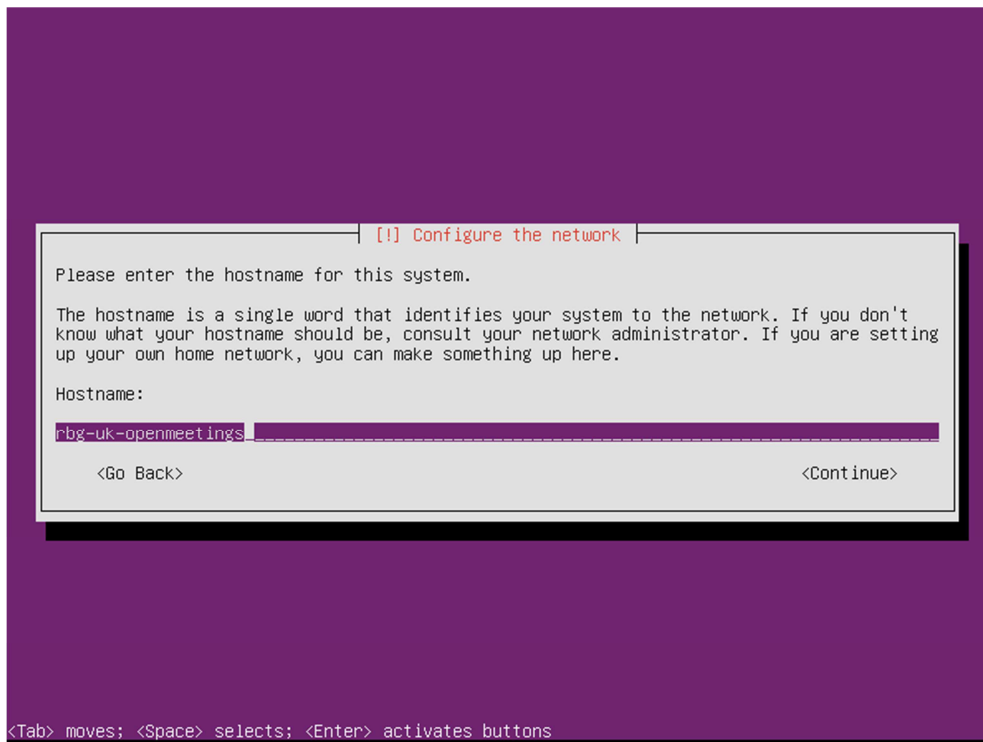 [!] Configure the network
Please enter the hostname for this system.
The hostname is a single word that identifies your system to the network. If you don't
know what your hostname should be, consult your network administrator. If you are setting
up your own home network, you can make something up here.
Hostname:
rbg-uk-openmeetings
<Go Back> <Continue>
<Tab> moves; <Space> selects; <Enter> activates buttons